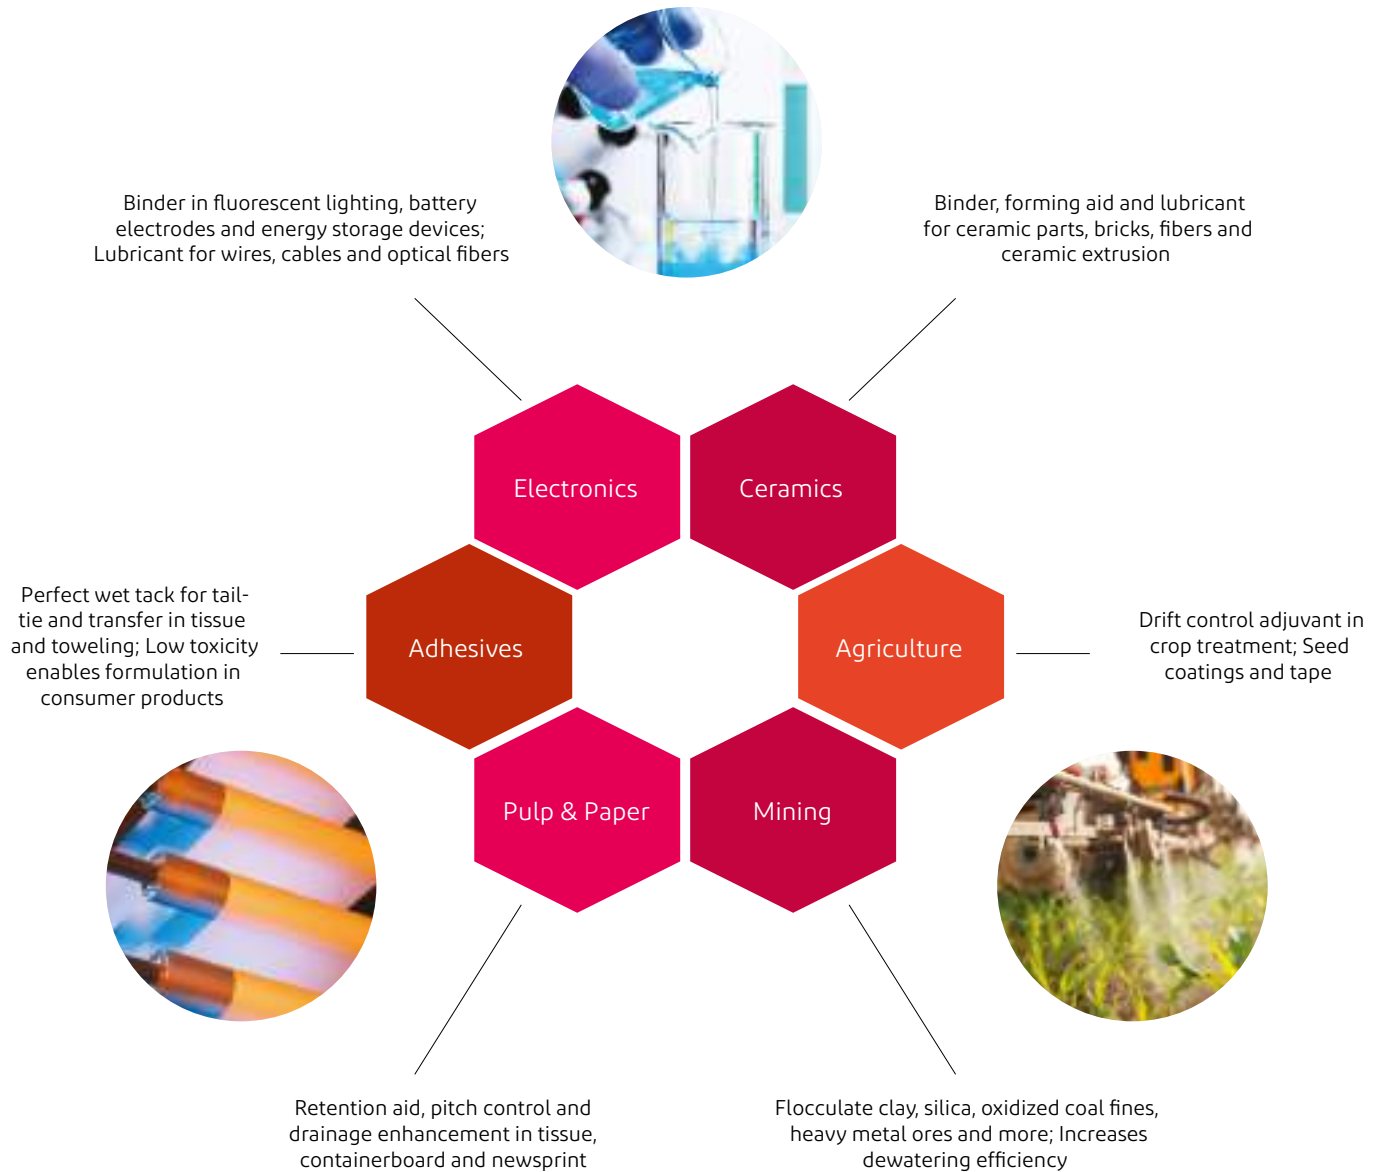 Binder in fluorescent lighting, battery
electrodes and energy storage devices;
Lubricant for wires, cables and optical fibers
Binder, forming aid and lubricant
for ceramic parts, bricks, fibers and
ceramic extrusion
Electronics
Ceramics
Perfect wet tack for tail-
tie and transfer in tissue
and toweling; Low toxicity
enables formulation in
consumer products
Adhesives
Agriculture
Drift control adjuvant in
crop treatment; Seed
coatings and tape
Pulp & Paper
Mining
Retention aid, pitch control and
drainage enhancement in tissue,
containerboard and newsprint
Flocculate clay, silica, oxidized coal fines,
heavy metal ores and more; Increases
dewatering efficiency